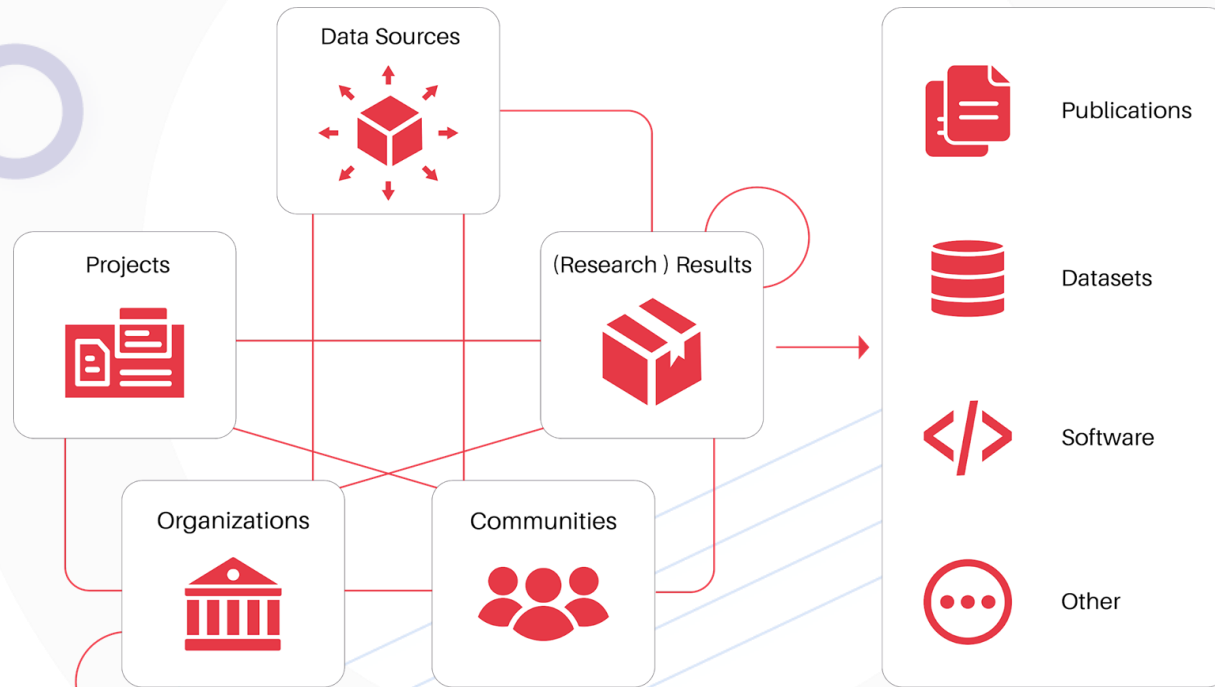 Data Sources
Projects
(Research ) Results
Organizations
Communities
Publications
Datasets
Software
Other